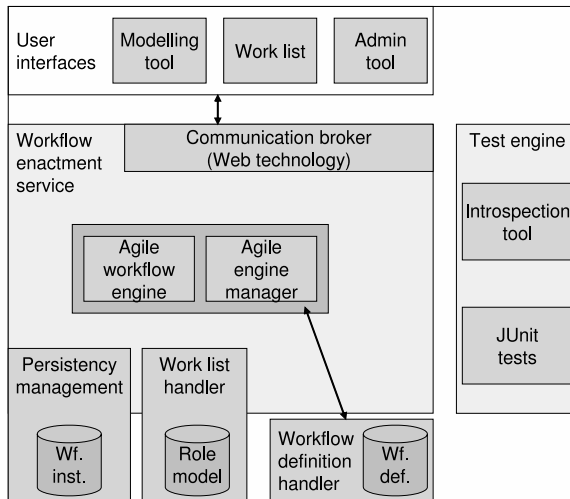 User
interfaces
Modelling
tool
Work list
Admin
tool
Workflow
enactment
service
Communication broker
(Web technology)
Test engine
Introspection
tool
Agile
workflow
engine
Agile
engine
manager
JUnit
tests
Persistency
management
Work list
handler
Wf.
inst.
Role
model
Workflow
definition
handler
Wf.
def.